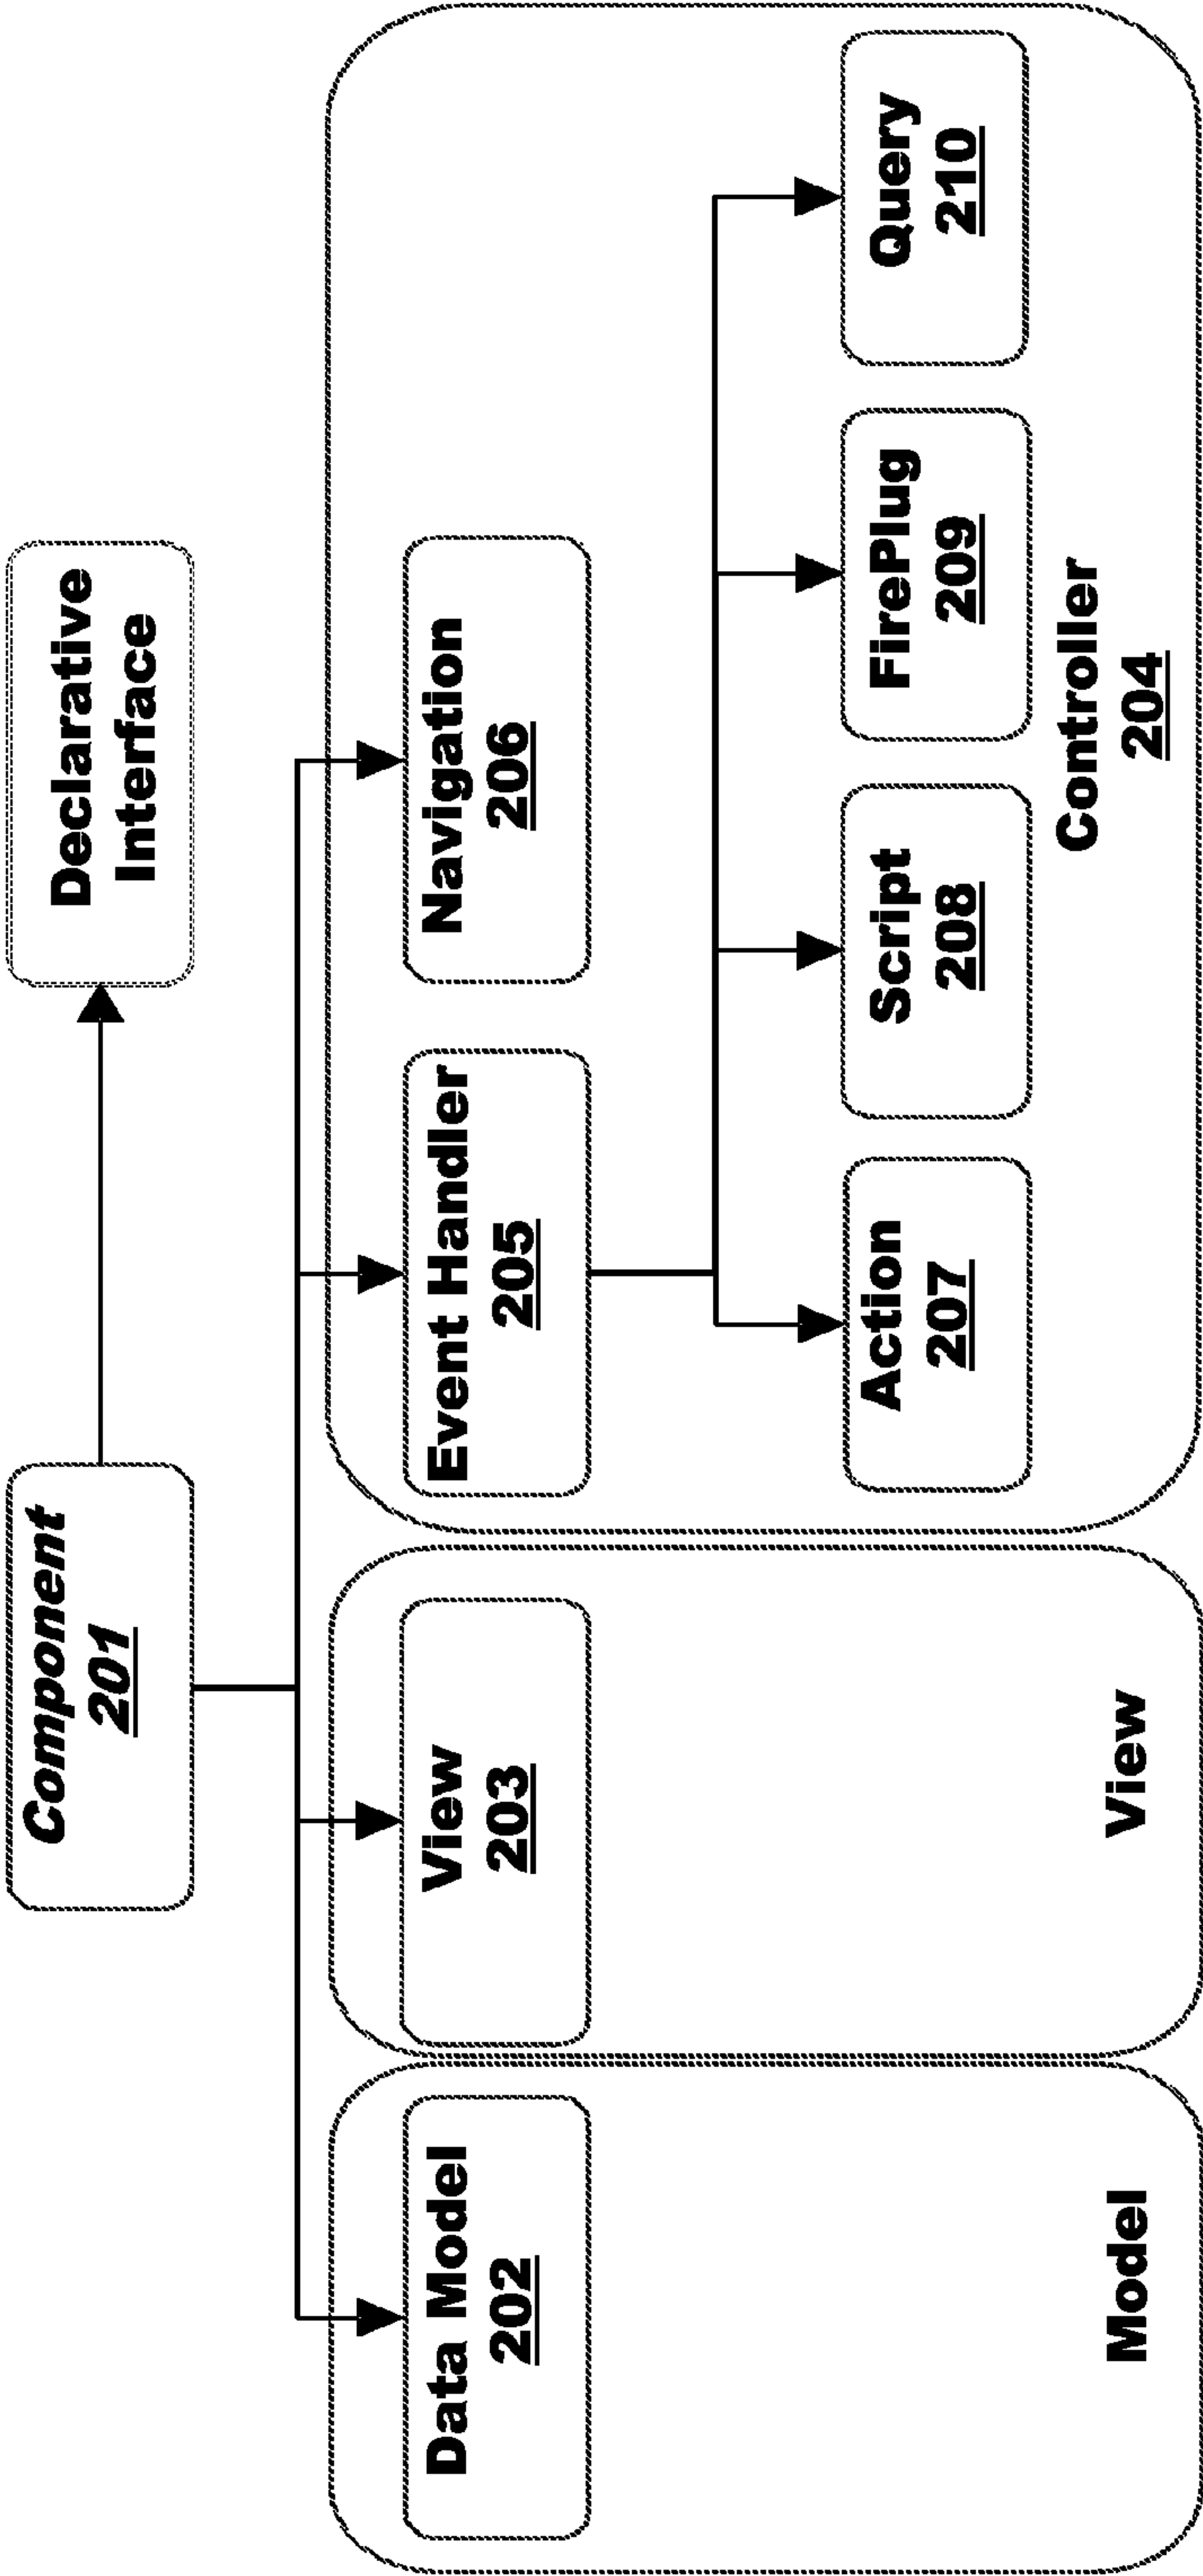 Component
201
Declarative
Interface
Data Model
202
View
203
Event Handler
205
Navigation
206
Action
207
Script
208
FirePlug
209
Query
210
Model
View
Controller
204